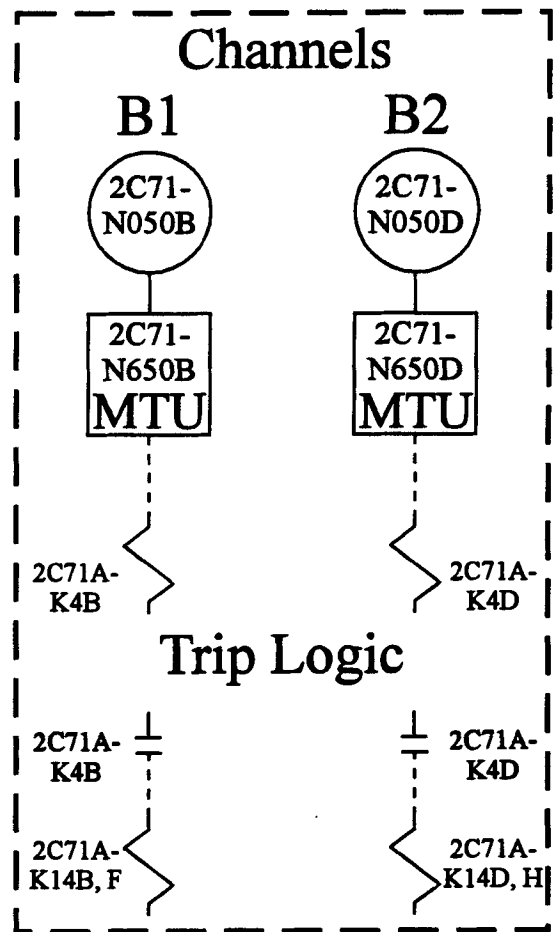 Channels
B1
B2
2C71-
N050B
2C71-
N050D
2C71-
N650B
MTU
2C71-
N650D
MTU
2C71A-
K4B
2C71A-
K4D
Trip Logic
2C71A-
K4B
2C71A-
K4D
2C71A-
K14B, F
2C71A-
K14D, H